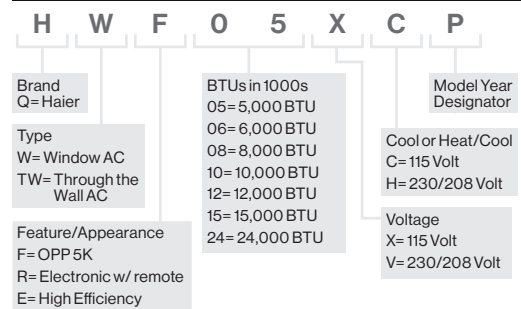 H W F 0 5 X C P
Brand
Q= Haier
Type
W= Window AC
TW= Through the
Wall AC
Feature/Appearance
F= OPP 5K
R= Electronic w/ remote
E= High Efficiency
BTUs in 1000s
05= 5,000 BTU
06= 6,000 BTU
08= 8,000 BTU
10= 10,000 BTU
12= 12,000 BTU
15= 15,000 BTU
24= 24,000 BTU
Model Year
Designator
Cool or Heat/Cool
C= 115 Volt
H= 230/208 Volt
Voltage
X= 115 Volt
V= 230/208 Volt